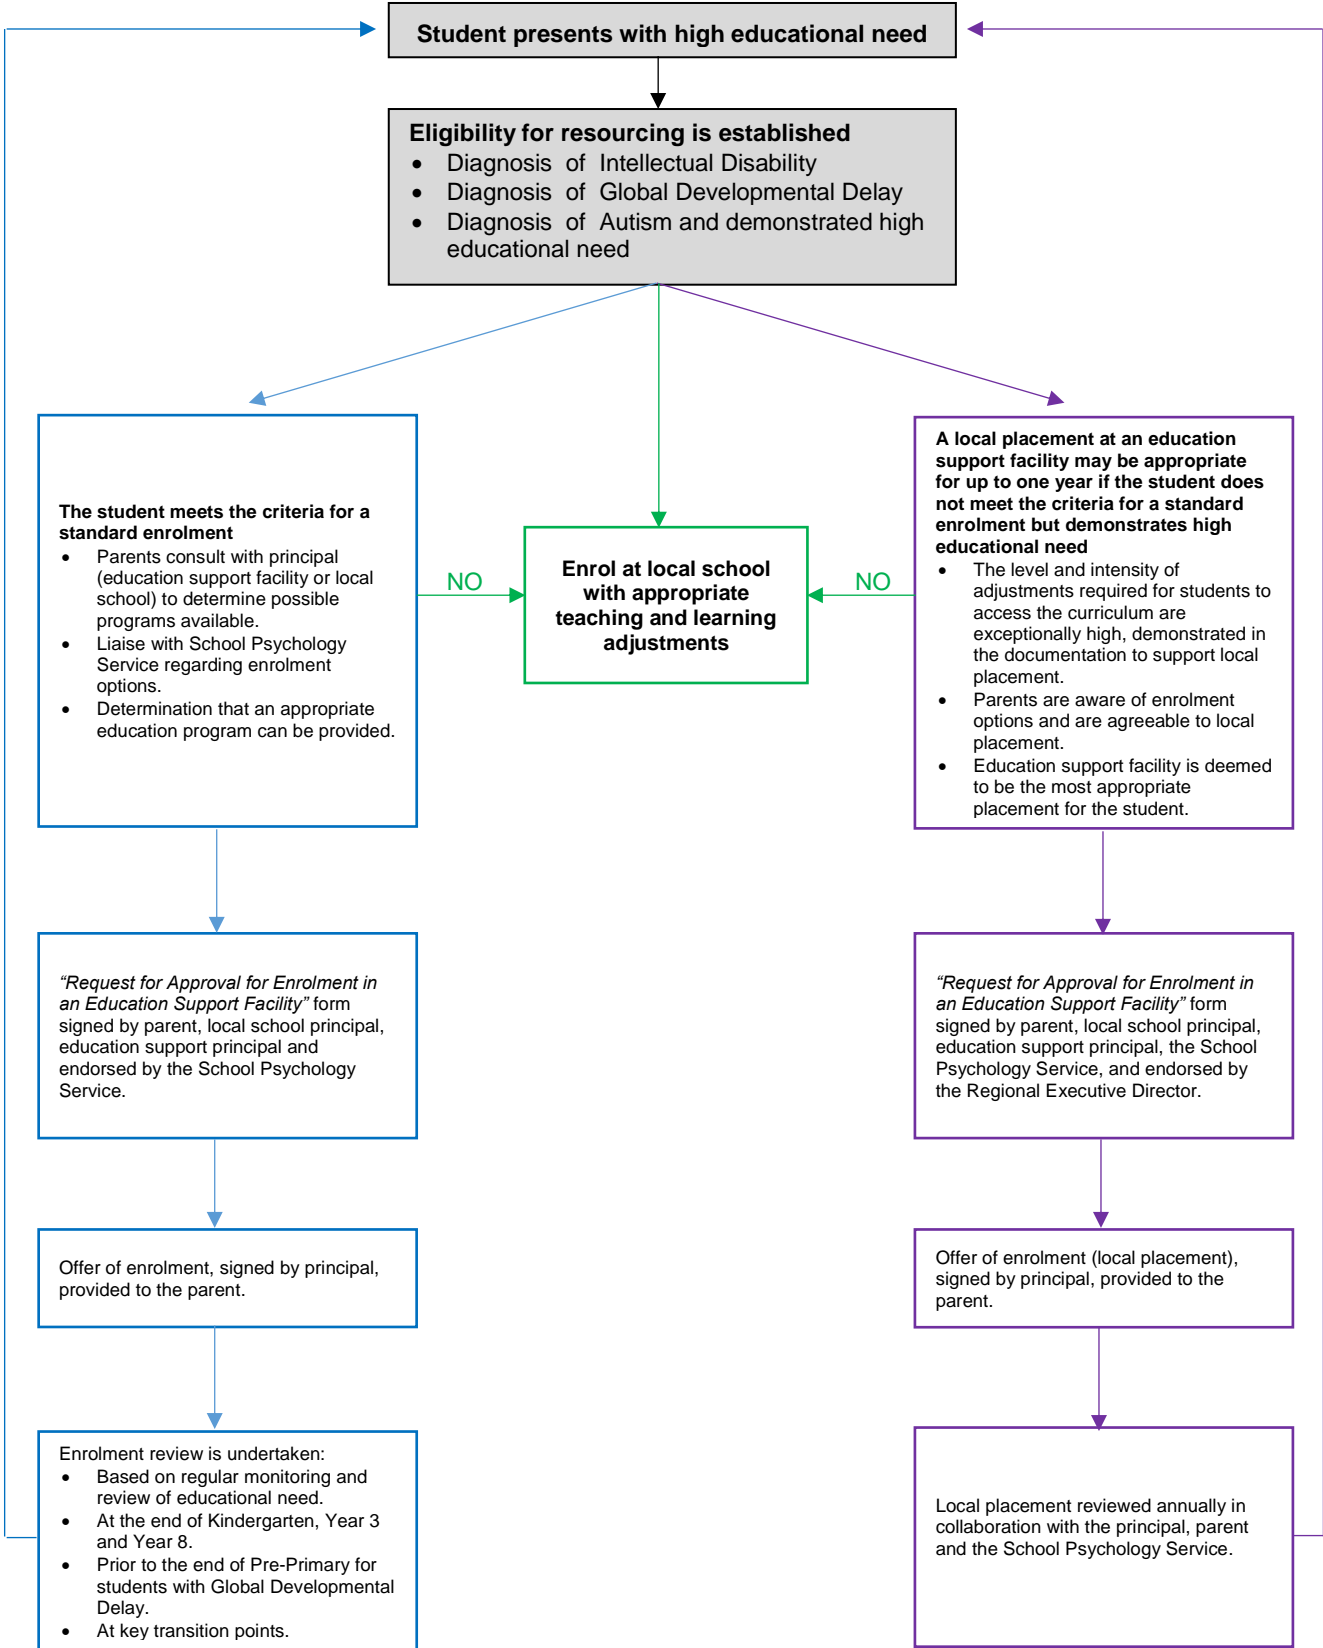 Student presents with high educational need
Eligibility for resourcing is established
• Diagnosis of Intellectual Disability
• Diagnosis of Global Developmental Delay
• Diagnosis of Autism and demonstrated high
educational need
The student meets the criteria for a
standard enrolment
• Parents consult with principal
(education support facility or local
school) to determine possible
programs available.
• Liaise with School Psychology
Service regarding enrolment
options.
• Determination that an appropriate
education program can be provided.
NO
Enrol at local school
with appropriate
teaching and learning
adjustments
NO
A local placement at an education
support facility may be appropriate
for up to one year if the student does
not meet the criteria for a standard
enrolment but demonstrates high
educational need
• The level and intensity of
adjustments required for students to
access the curriculum are
exceptionally high, demonstrated in
the documentation to support local
placement.
• Parents are aware of enrolment
options and are agreeable to local
placement.
• Education support facility is deemed
to be the most appropriate
placement for the student.
“Request for Approval for Enrolment in
an Education Support Facility” form
signed by parent, local school principal,
education support principal and
endorsed by the School Psychology
Service.
“Request for Approval for Enrolment in
an Education Support Facility” form
signed by parent, local school principal,
education support principal, the School
Psychology Service, and endorsed by
the Regional Executive Director.
Offer of enrolment, signed by principal,
provided to the parent.
Offer of enrolment (local placement),
signed by principal, provided to the
parent.
Enrolment review is undertaken:
• Based on regular monitoring and
review of educational need.
• At the end of Kindergarten, Year 3
and Year 8.
• Prior to the end of Pre-Primary for
students with Global Developmental
Delay.
• At key transition points.
Local placement reviewed annually in
collaboration with the principal, parent
and the School Psychology Service.